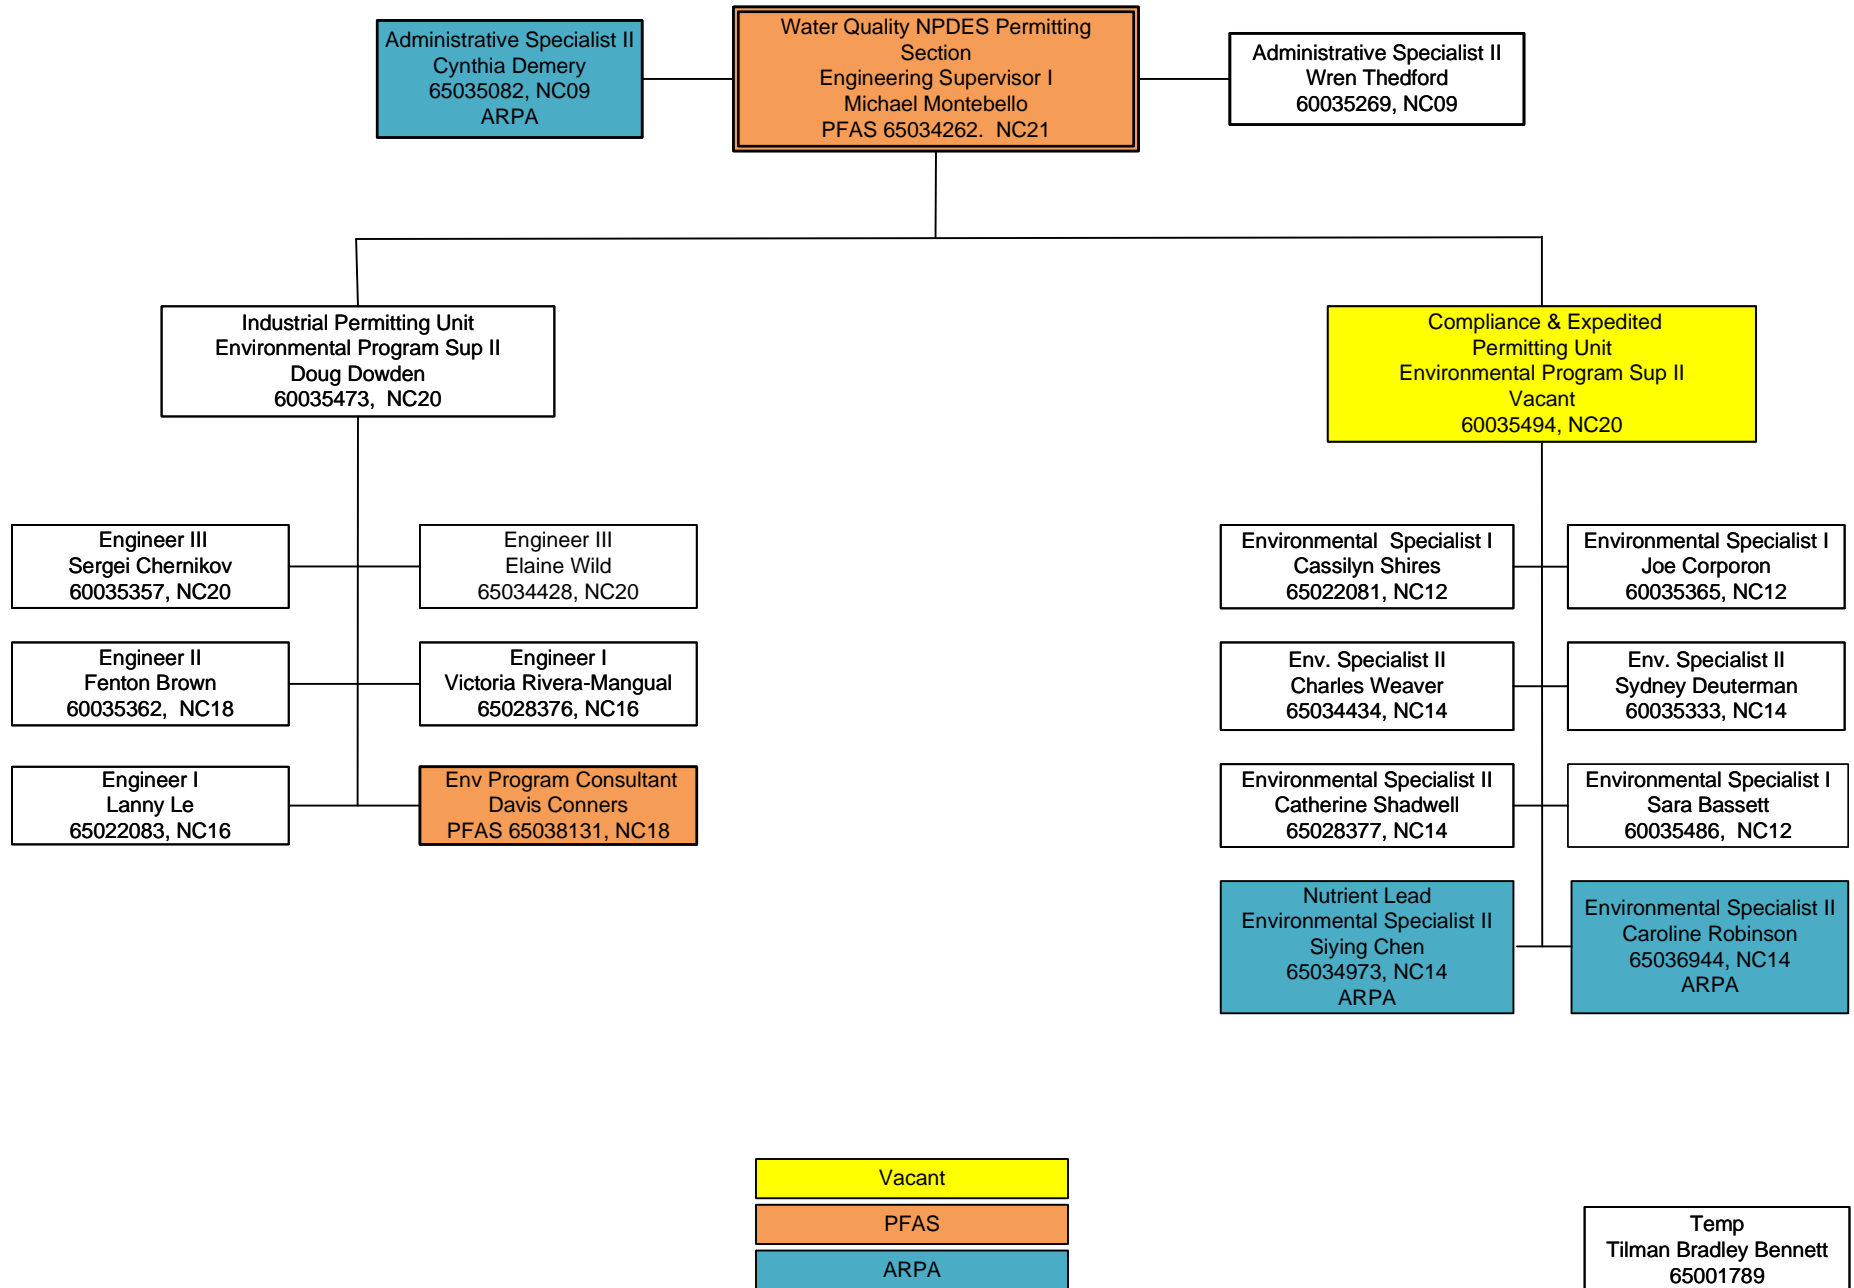 Administrative Specialist II
Cynthia Demery
65035082, NC09
ARPA
Water Quality NPDES Permitting
Section
Engineering Supervisor I
Michael Montebello
PFAS 65034262. NC21
Administrative Specialist II
Wren Thedford
60035269, NC09
Industrial Permitting Unit
Environmental Program Sup II
Doug Dowden
60035473, NC20
Compliance & Expedited
Permitting Unit
Environmental Program Sup II
Vacant
60035494, NC20
Engineer III
Sergei Chernikov
60035357, NC20
Engineer III
Elaine Wild
65034428, NC20
Engineer II
Fenton Brown
60035362, NC18
Engineer I
Victoria Rivera-Mangual
65028376, NC16
Engineer I
Lanny Le
65022083, NC16
Env Program Consultant
Davis Conners
PFAS 65038131, NC18
Environmental Specialist I
Cassilyn Shires
65022081, NC12
Environmental Specialist I
Joe Corporon
60035365, NC12
Env. Specialist II
Charles Weaver
65034434, NC14
Env. Specialist II
Sydney Deuterman
60035333, NC14
Environmental Specialist II
Catherine Shadwell
65028377, NC14
Environmental Specialist I
Sara Bassett
60035486, NC12
Nutrient Lead
Environmental Specialist II
Siying Chen
65034973, NC14
ARPA
Environmental Specialist II
Caroline Robinson
65036944, NC14
ARPA
Vacant
PFAS
ARPA
Temp
Tilman Bradley Bennett
65001789